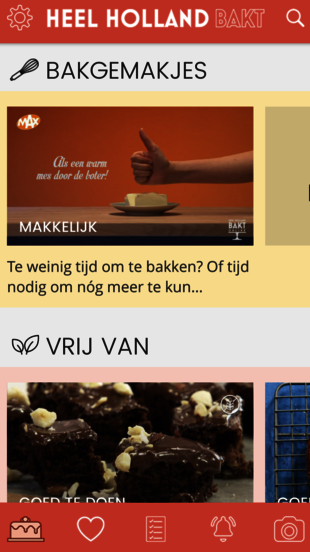 HEEL HOLLAND BAKT
BAKGEMAKJES
MAX
Als een warm
mes door de boter!
BAKT
MAKKELIJK
Te weinig tijd om te bakken? Of tijd
nodig om nóg meer te kun...
VRIJ VAN
GOED TE DOEN